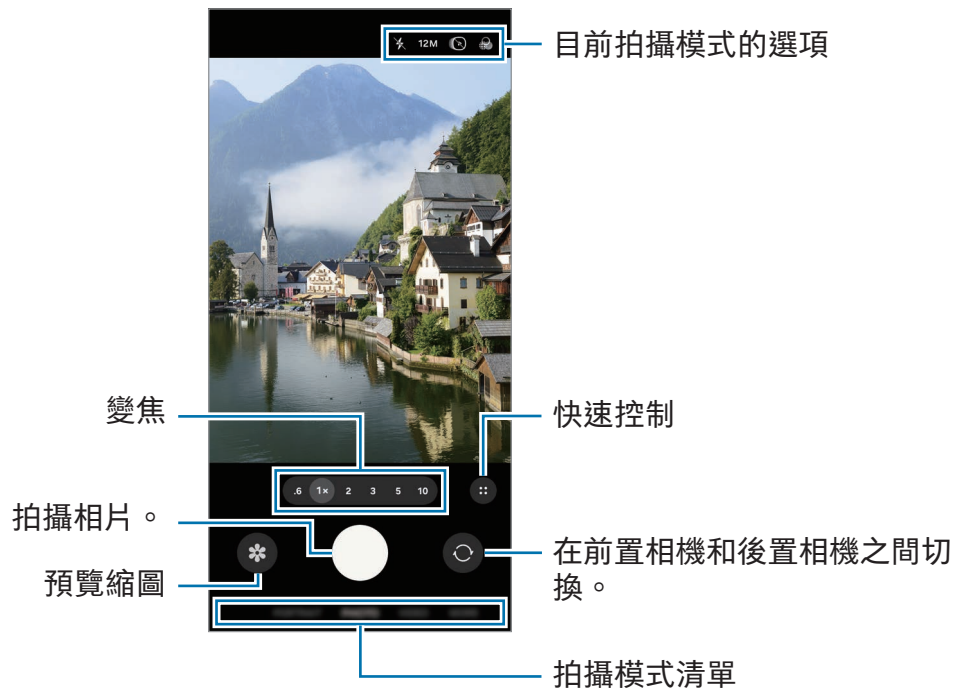 12M
目前拍攝模式的選項
變焦
快速控制
.6 1× 2 3 5 10
拍攝相片。
在前置相機和後置相機之間切
換。
預覽縮圖
PHOTO
拍攝模式清單